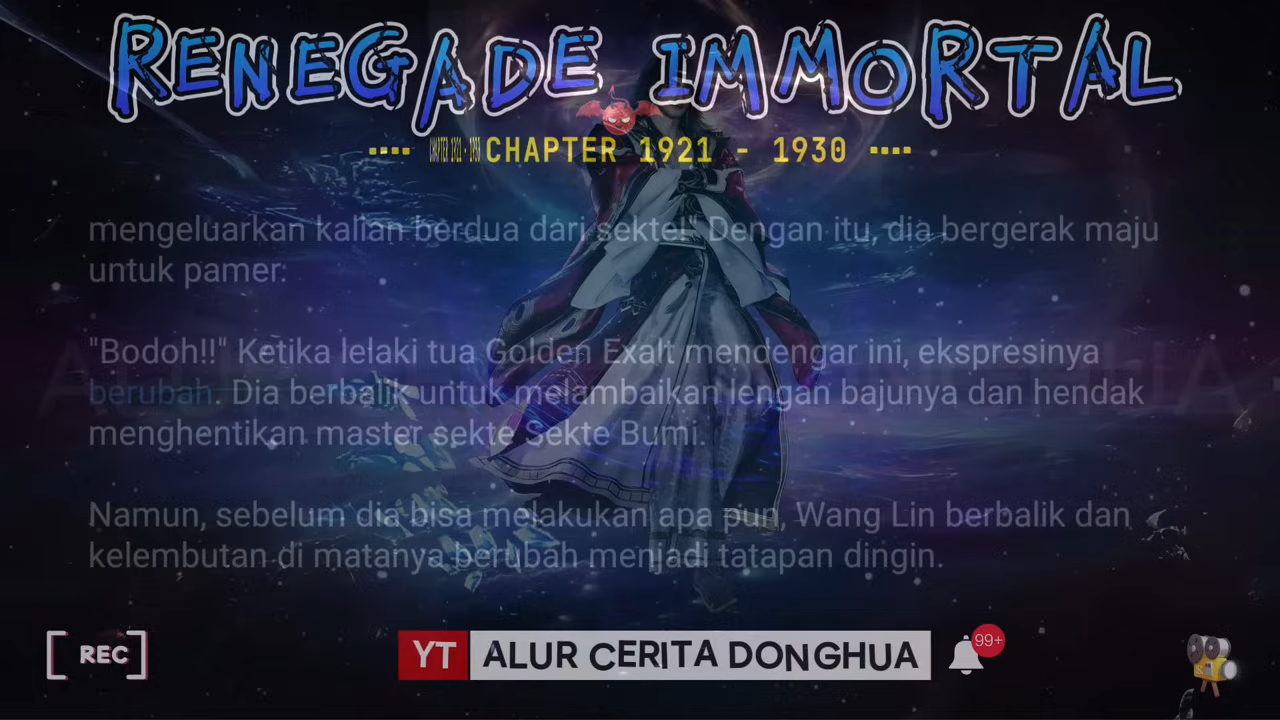 RENEGADE IMMORTAL
CHAPTER 1921 - 1930 CHAPTER 1921 - 1930
mengeluarkan kalian berdua dari sekte!" Dengan itu, dia bergerak maju
untuk pamer.
"Bodoh!!" Ketika lelaki tua Golden Exalt mendengar ini, ekspresinya
berubah. Dia berbalik untuk melambaikan lengan bajunya dan hendak
menghentikan master sekte Sekte Bumi.
Namun, sebelum dia bisa melakukan apa pun, Wang Lin berbalik dan
kelembutan di matanya berubah menjadi tatapan dingin.
[ REC ]
YT ALUR CERITA DONGHUA
99+